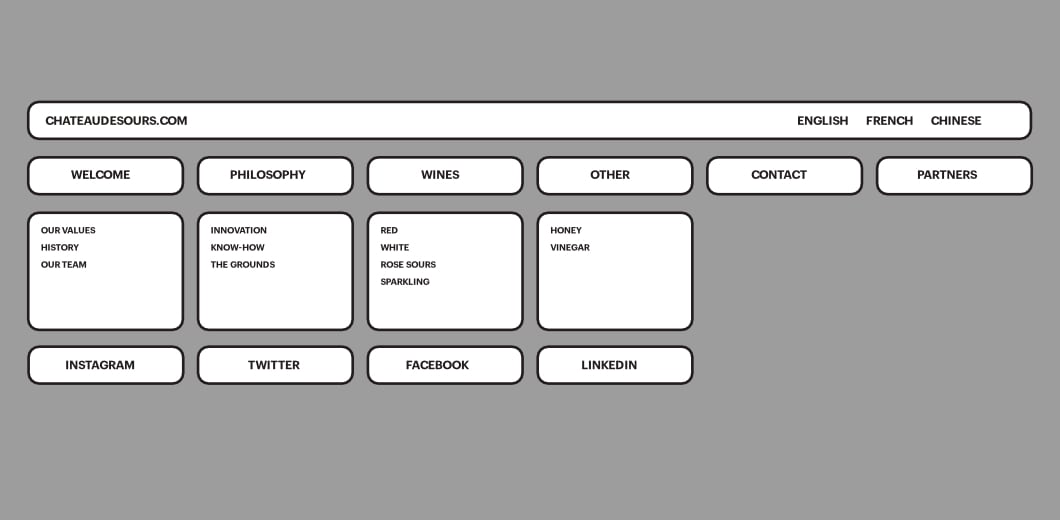 CHATEAUDESOURS.COM ENGLISH FRENCH CHINESE
WELCOME PHILOSOPHY WINES OTHER CONTACT PARTNERS
OUR VALUES
HISTORY
OUR TEAM
INNOVATION
KNOW-HOW
THE GROUNDS
RED
WHITE
ROSE SOURS
SPARKLING
HONEY
VINEGAR
INSTAGRAM TWITTER FACEBOOK LINKEDIN